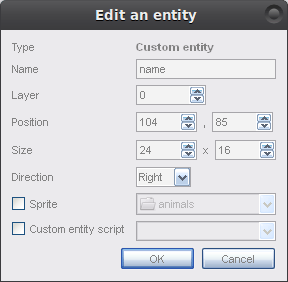 Edit an entity
Type Custom entity
Name name
Layer 0
Position 104 , 85
Size 24 x 16
Direction Right
Sprite animals
Custom entity script
OK Cancel